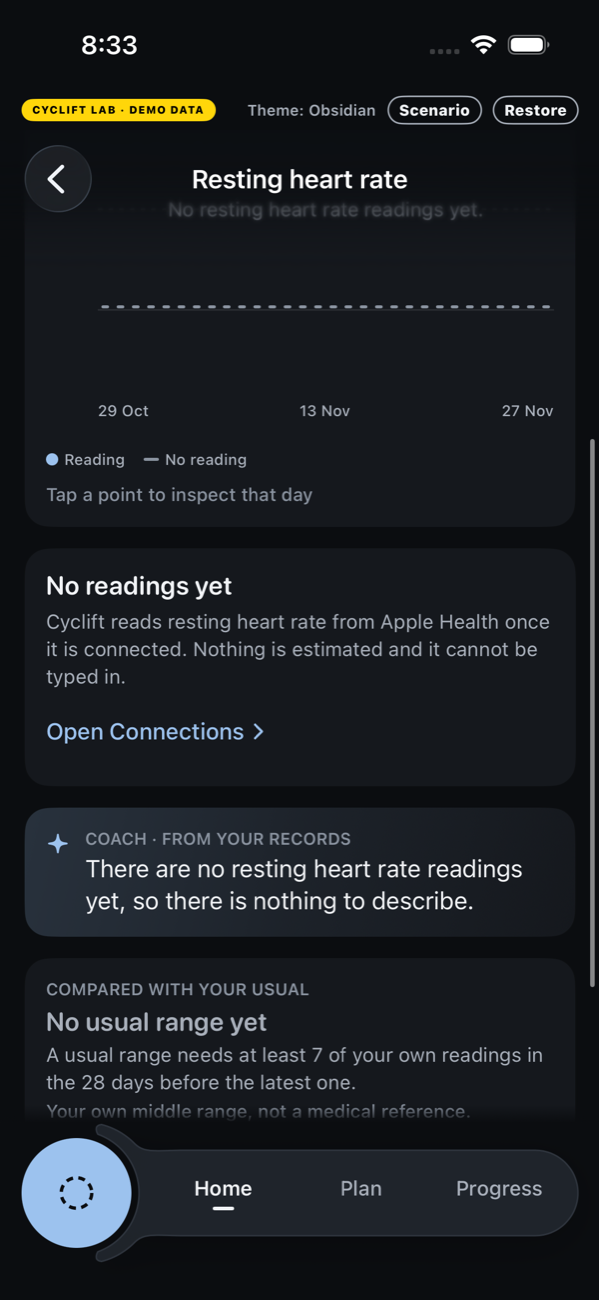 8:33
CYCLIFT LAB · DEMO DATA
Theme: Obsidian
Scenario
Restore
Resting heart rate
No resting heart rate readings yet.
29 Oct
13 Nov
27 Nov
Reading
No reading
Tap a point to inspect that day
No readings yet
Cyclift reads resting heart rate from Apple Health once
it is connected. Nothing is estimated and it cannot be
typed in.
Open Connections
COACH · FROM YOUR RECORDS
There are no resting heart rate readings
yet, so there is nothing to describe.
COMPARED WITH YOUR USUAL
No usual range yet
A usual range needs at least 7 of your own readings in
the 28 days before the latest one.
Your own middle range, not a medical reference.
Home
Plan
Progress